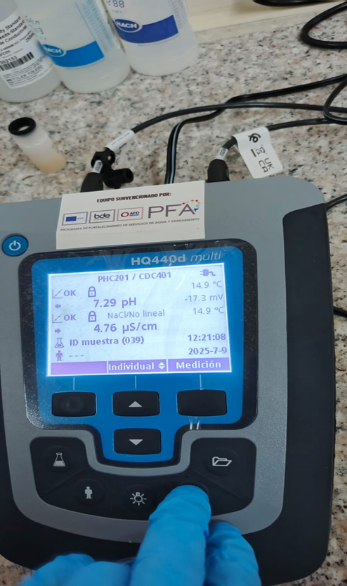 HACH
HACH
EQUIPO SUBVENCIONADO POR:
bde
PFA
HQ440d multi
PHC201 / CDC401
OK
14.9 °C
7.29 pH
-17.3 mV
OK
NaCl/No lineal
14.9 °C
4.76 µS/cm
ID muestra (039)
12:21:08
---
2025-7-9
Individual
Medición